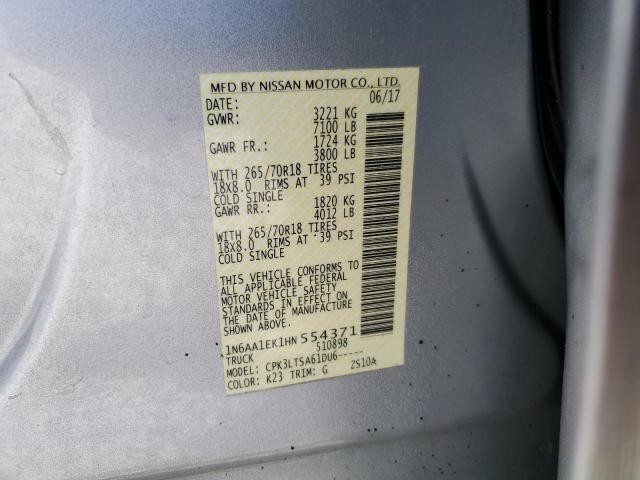 MFD BY NISSAN MOTOR CO., LTD.
DATE: 06/17
GVWR: 3221 KG
7100 LB
GAWR FR.: 1724 KG
3800 LB
WITH 265/70R18 TIRES
18X8.0 RIMS AT 39 PSI
COLD SINGLE
GAWR RR.: 1820 KG
4012 LB
WITH 265/70R18 TIRES
18X8.0 RIMS AT 39 PSI
COLD SINGLE
THIS VEHICLE CONFORMS TO
ALL APPLICABLE FEDERAL
MOTOR VEHICLE SAFETY
STANDARDS IN EFFECT ON
THE DATE OF MANUFACTURE
SHOWN ABOVE.
1N6AA1EK1HN 554371
TRUCK 510898
MODEL: CPK3LTSA61DU6-----
COLOR: K23 TRIM: G ZS10A